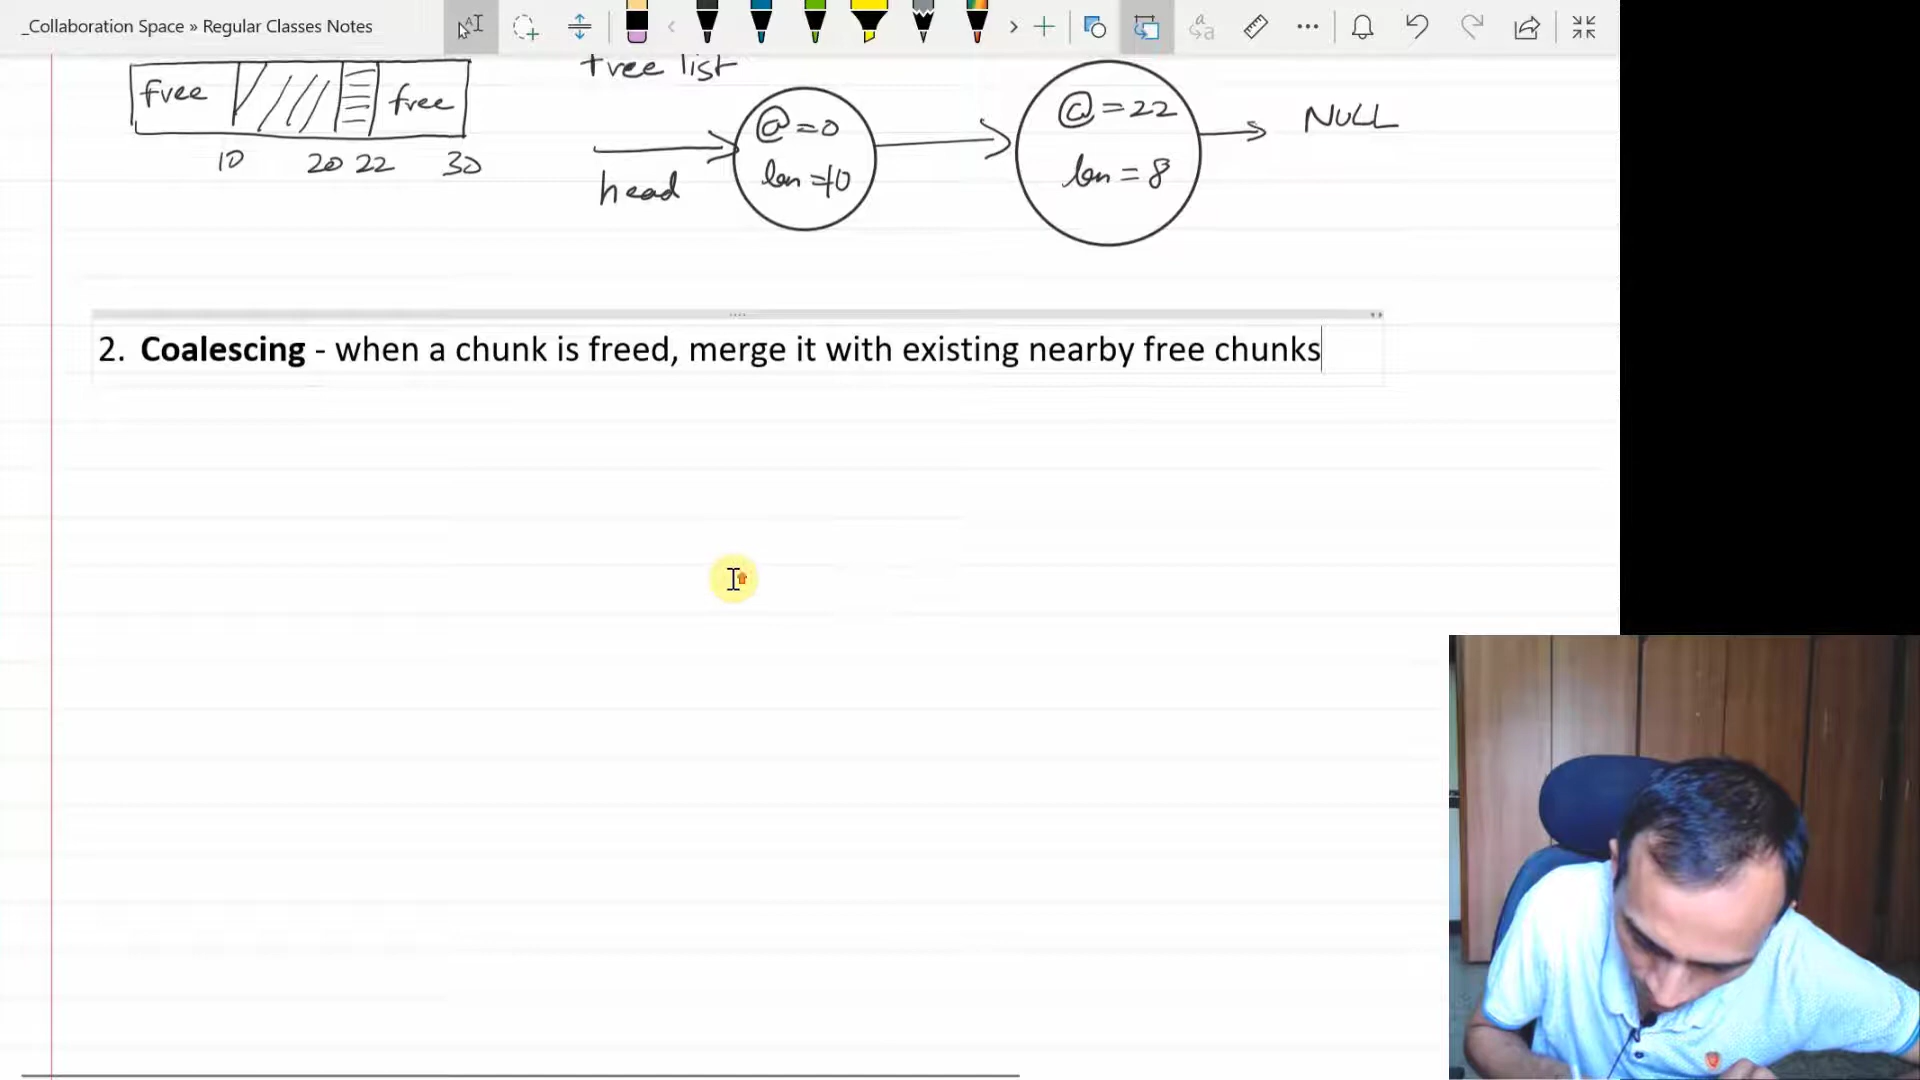 _Collaboration Space » Regular Classes Notes
free list
free free
10 20 22 30
head
@=0
len=10
@=22
len=8
NULL
2. Coalescing - when a chunk is freed, merge it with existing nearby free chunks